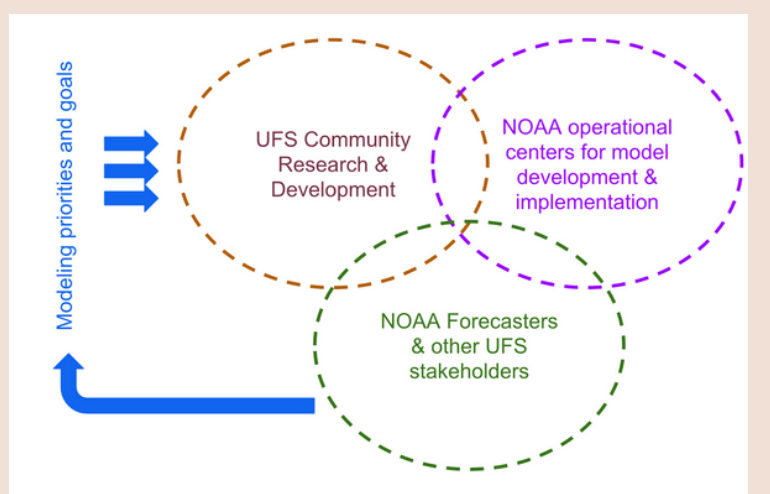 Modeling priorities and goals
UFS Community
Research &
Development
NOAA operational
centers for model
development &
implementation
NOAA Forecasters
& other UFS
stakeholders